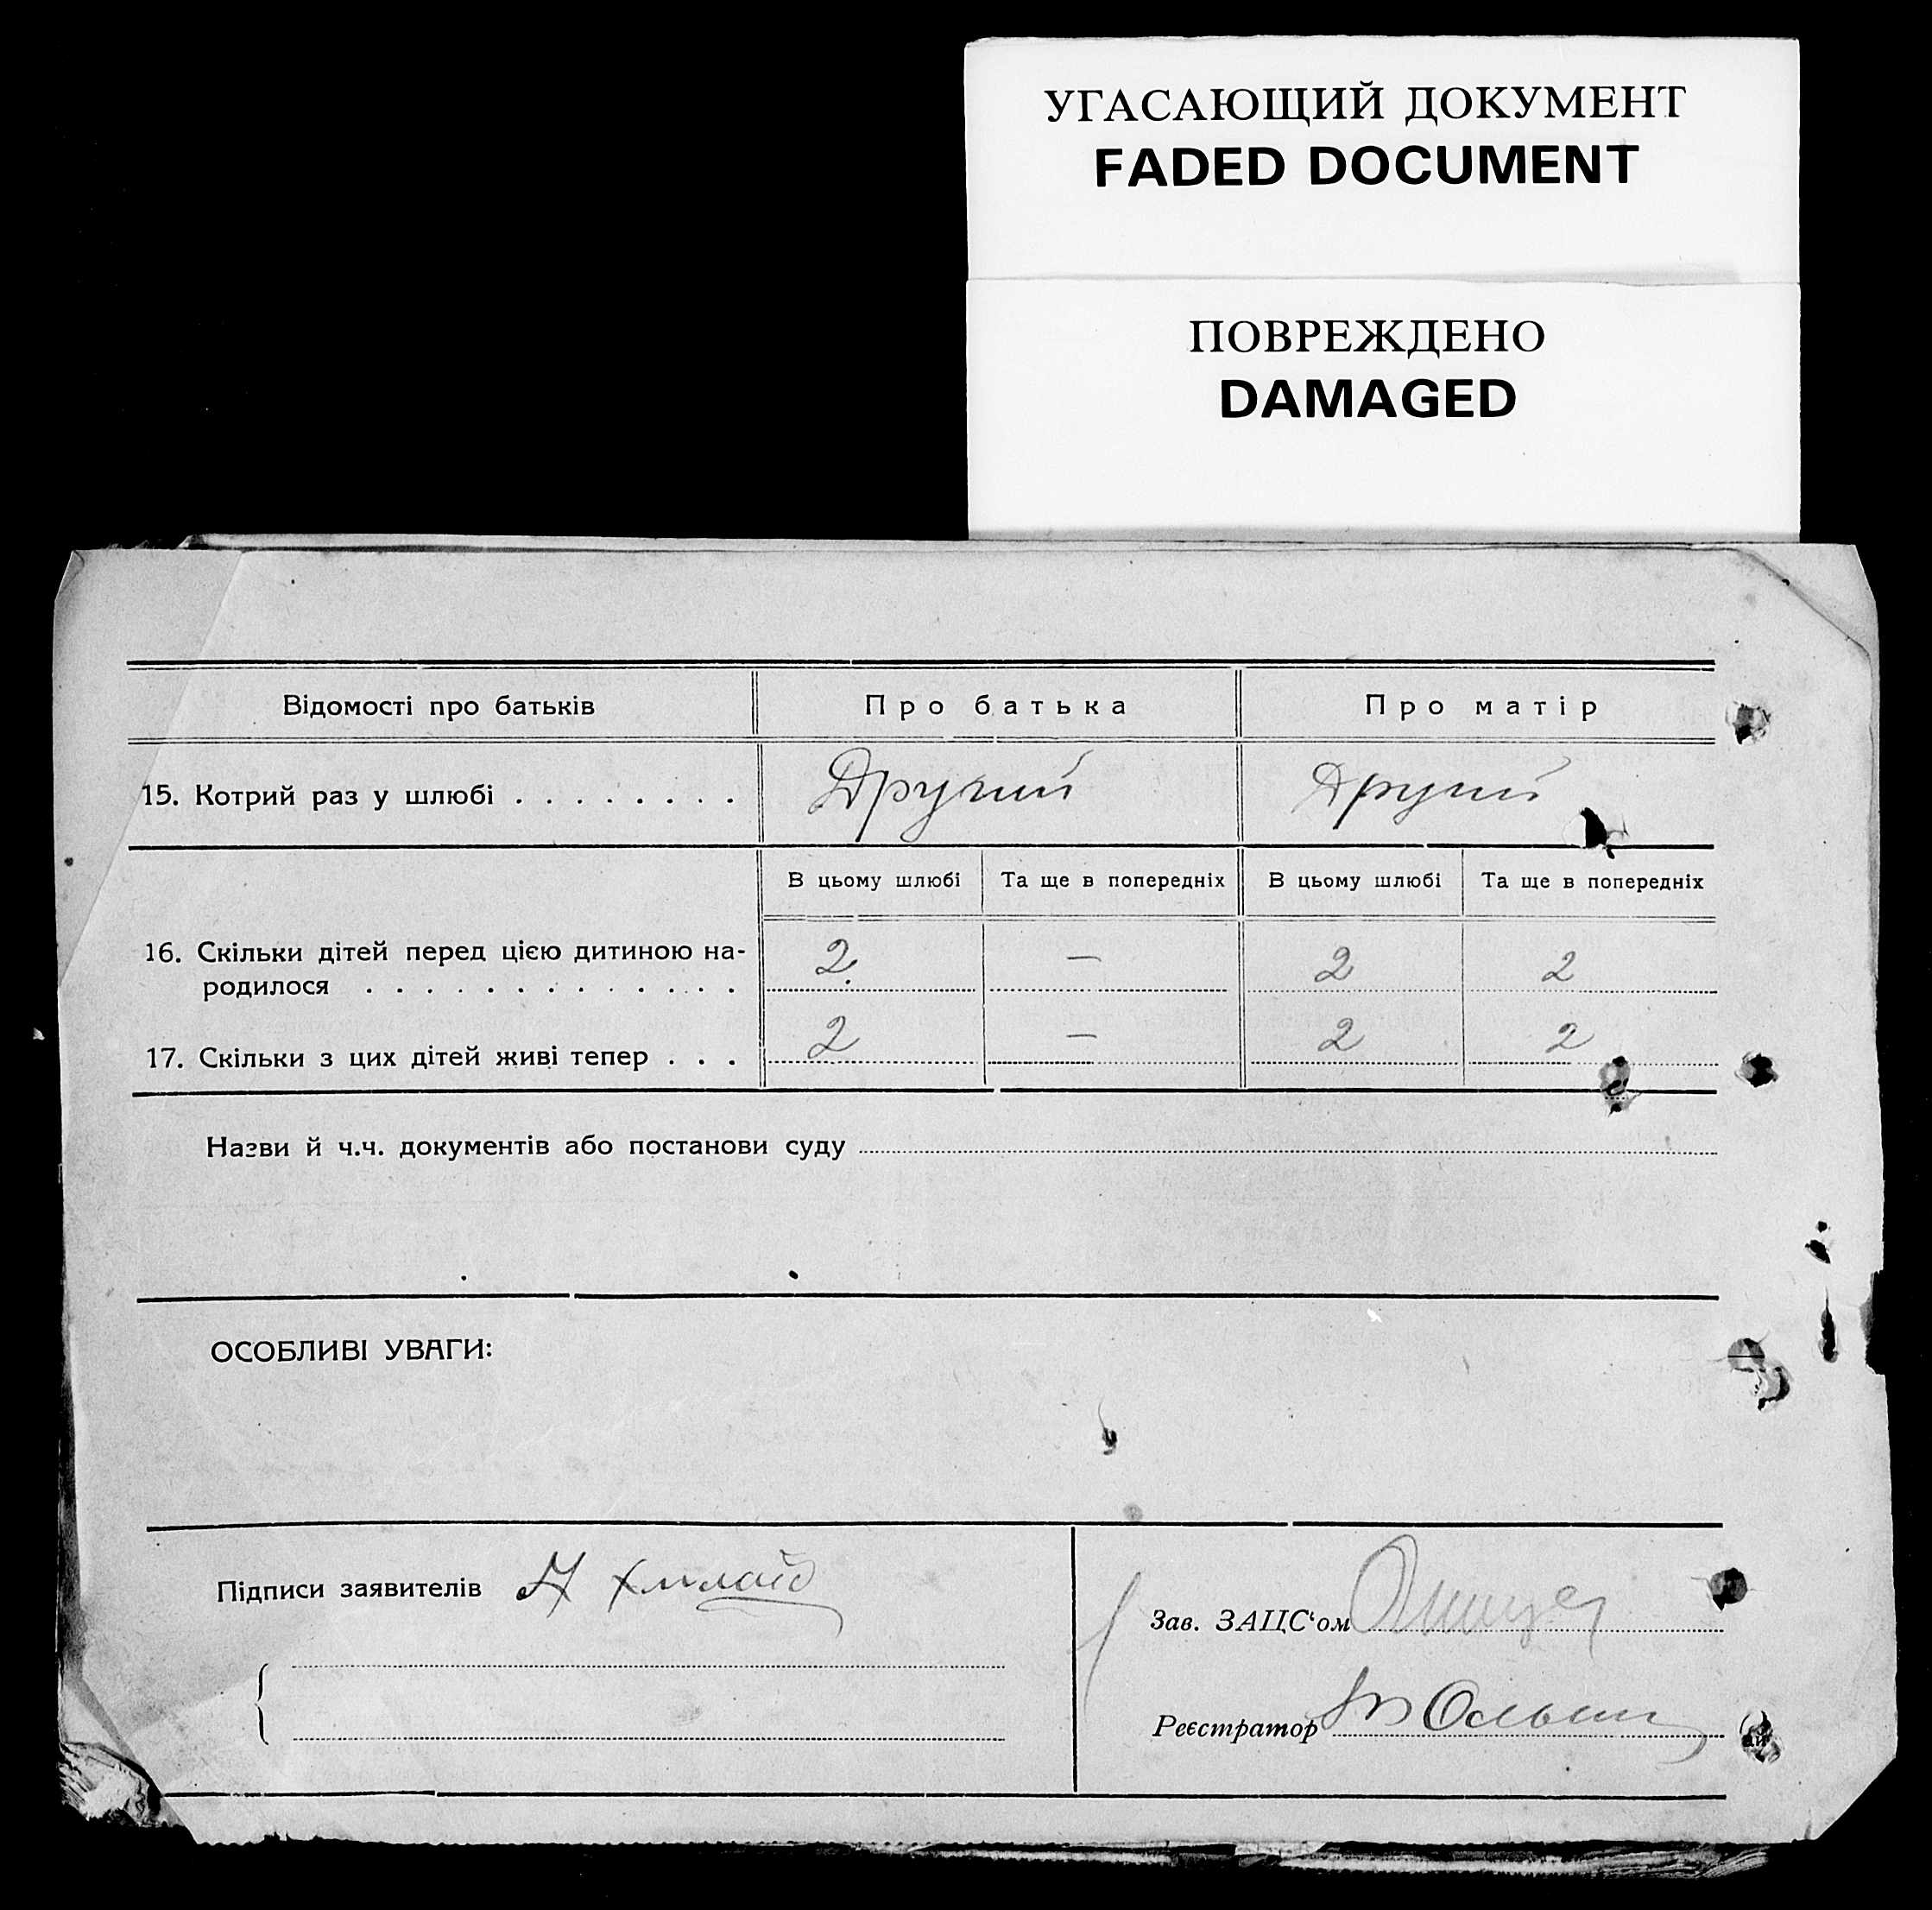 УГАСАЮЩИЙ ДОКУМЕНТ
FADED DOCUMENT
ПОВРЕЖДЕНО
DAMAGED
Відомості про батьків Про батька Про матір
15. Котрий раз у шлюбі . . . . . . . . Другий Другий
В цьому шлюбі Та ще в попередніх В цьому шлюбі Та ще в попередніх
16. Скільки дітей перед цією дитиною на-
родилося . . . . . . . . . . . . . 2 — 2 2
17. Скільки з цих дітей живі тепер . . . 2 — 2 2
Назви й ч.ч. документів або постанови суду
ОСОБЛИВІ УВАГИ:
Підписи заявителів
Зав. ЗАЦС‘ом
Реєстратор